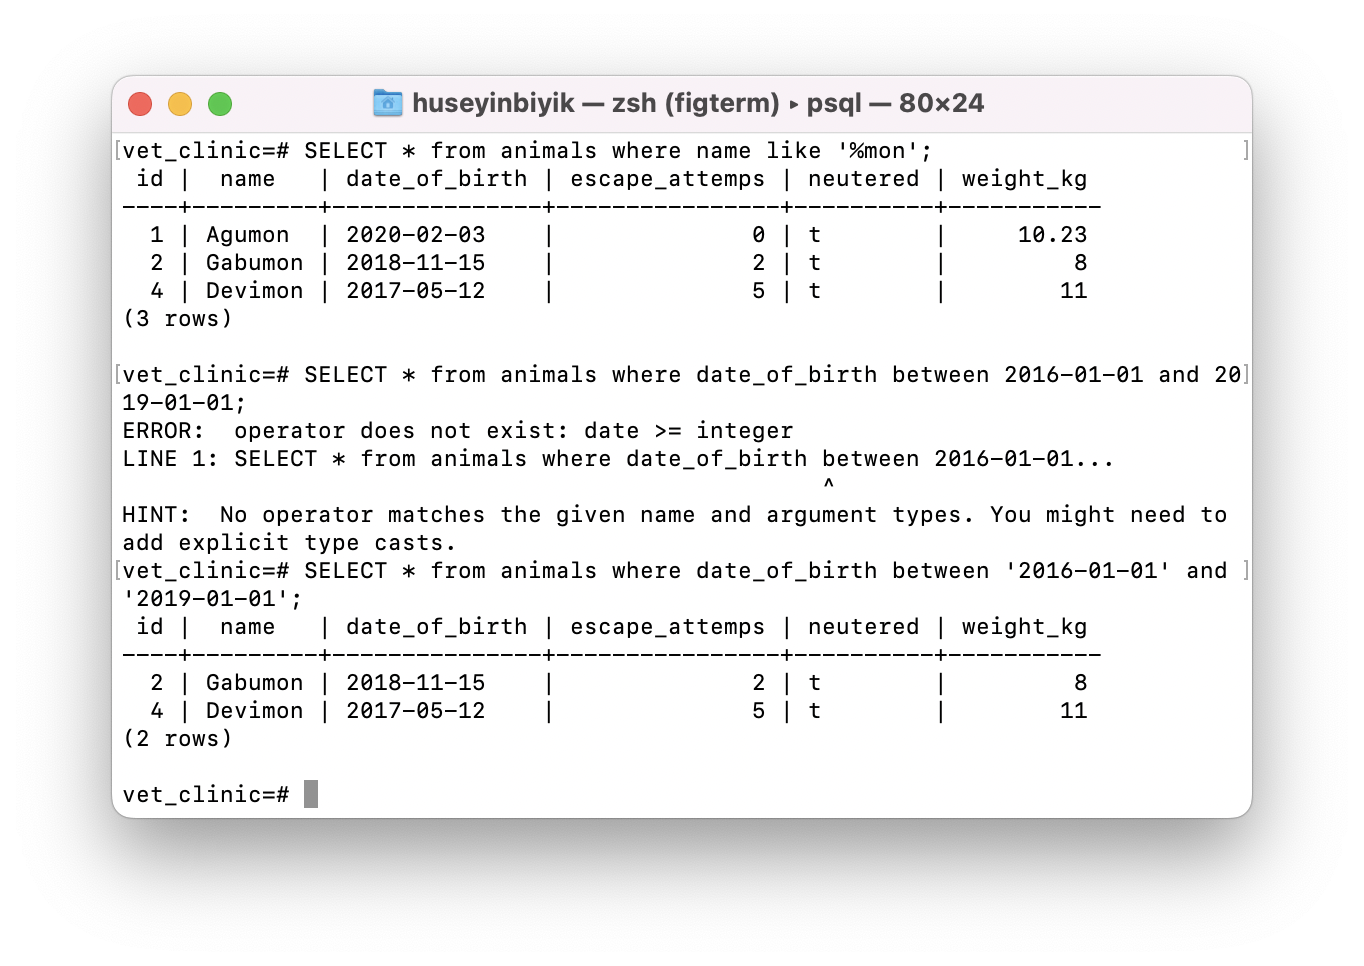 huseyinbiyik — zsh (figterm) ▸ psql — 80×24
[vet_clinic=# SELECT * from animals where name like '%mon'; ]
 id |  name   | date_of_birth | escape_attemps | neutered | weight_kg
----+---------+---------------+----------------+----------+-----------
  1 | Agumon  | 2020-02-03    |              0 | t        |     10.23
  2 | Gabumon | 2018-11-15    |              2 | t        |         8
  4 | Devimon | 2017-05-12    |              5 | t        |        11
(3 rows)
[vet_clinic=# SELECT * from animals where date_of_birth between 2016-01-01 and 20]
19-01-01;
ERROR:  operator does not exist: date >= integer
LINE 1: SELECT * from animals where date_of_birth between 2016-01-01...
                                                  ^
HINT:  No operator matches the given name and argument types. You might need to
add explicit type casts.
[vet_clinic=# SELECT * from animals where date_of_birth between '2016-01-01' and ]
'2019-01-01';
 id |  name   | date_of_birth | escape_attemps | neutered | weight_kg
----+---------+---------------+----------------+----------+-----------
  2 | Gabumon | 2018-11-15    |              2 | t        |         8
  4 | Devimon | 2017-05-12    |              5 | t        |        11
(2 rows)
vet_clinic=#